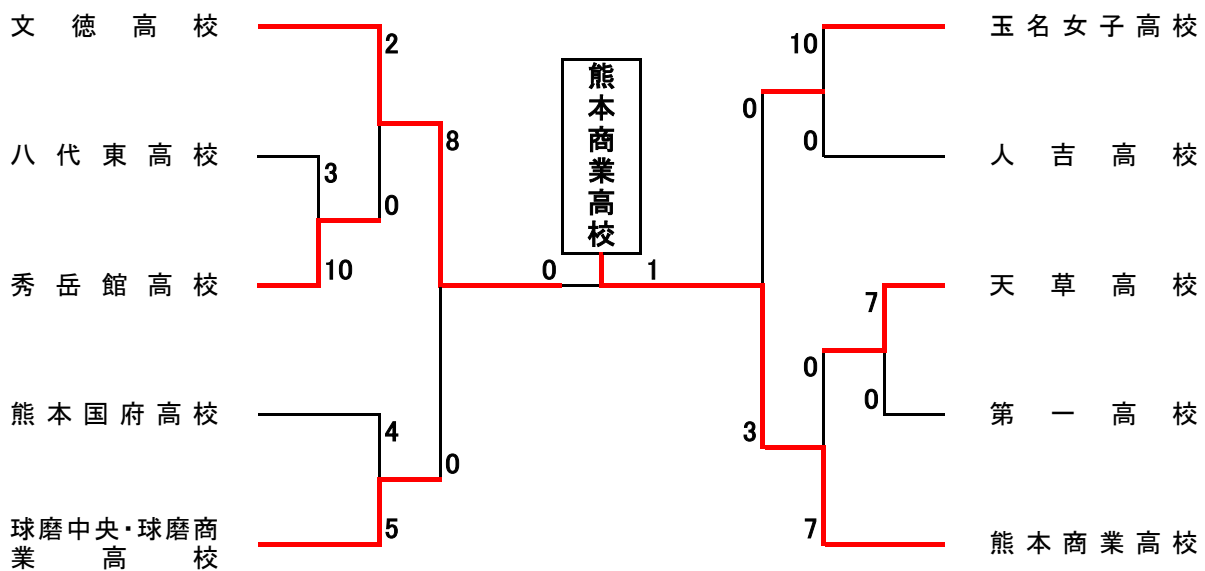 文徳高校
2
八代東高校
3
0
秀岳館高校
10
8
熊本国府高校
4
0
球磨中央・球磨商
業高校
5
熊本商業高校
0
1
玉名女子高校
10
0
人吉高校
0
天草高校
7
0
第一高校
0
3
熊本商業高校
7